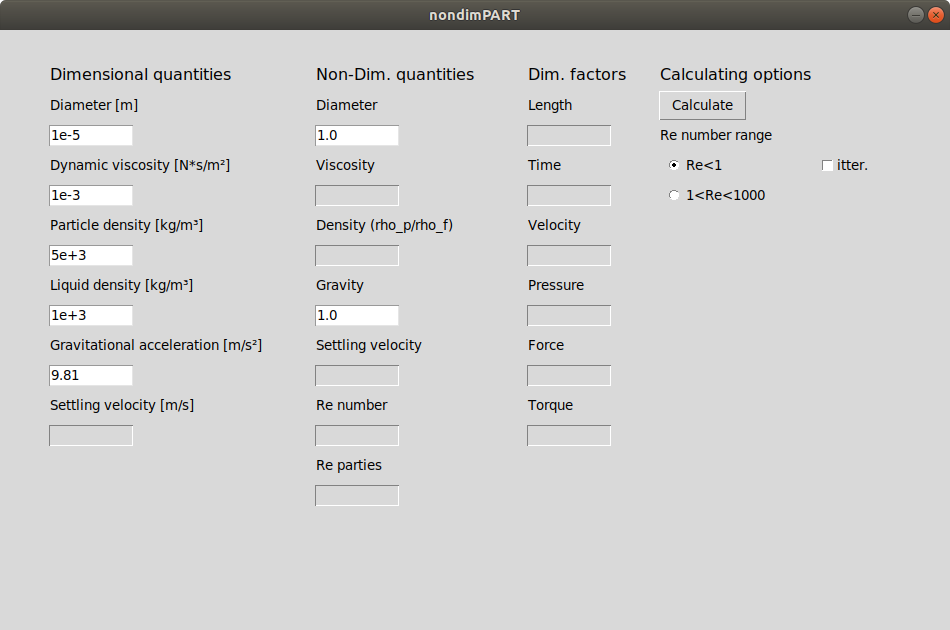 nondimPART
Dimensional quantities
Diameter [m]
1e-5
Dynamic viscosity [N*s/m²]
1e-3
Particle density [kg/m³]
5e+3
Liquid density [kg/m³]
1e+3
Gravitational acceleration [m/s²]
9.81
Settling velocity [m/s]
Non-Dim. quantities
Diameter
1.0
Viscosity
Density (rho_p/rho_f)
Gravity
1.0
Settling velocity
Re number
Re parties
Dim. factors
Length
Time
Velocity
Pressure
Force
Torque
Calculating options
Calculate
Re number range
Re<1
itter.
1<Re<1000